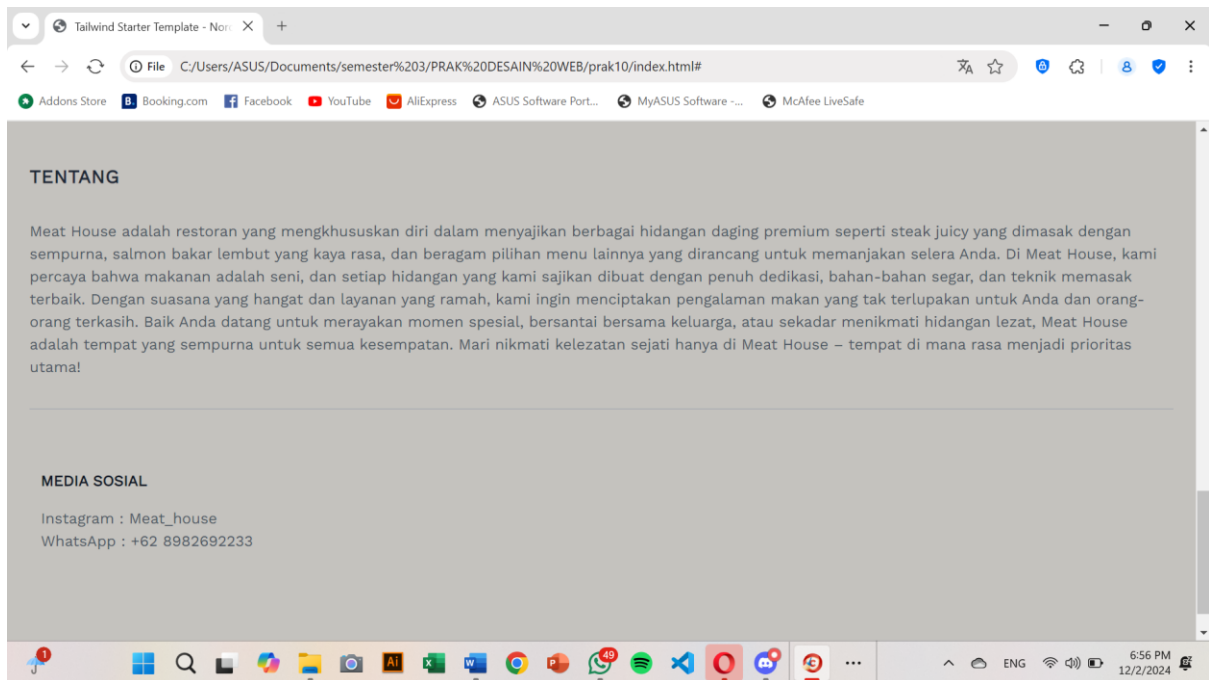 Tailwind Starter Template - Nor
File C:/Users/ASUS/Documents/semester%203/PRAK%20DESAIN%20WEB/prak10/index.html#
Addons Store B. Booking.com Facebook YouTube AliExpress ASUS Software Port... MyASUS Software -... McAfee LiveSafe
TENTANG
Meat House adalah restoran yang mengkhususkan diri dalam menyajikan berbagai hidangan daging premium seperti steak juicy yang dimasak dengan
sempurna, salmon bakar lembut yang kaya rasa, dan beragam pilihan menu lainnya yang dirancang untuk memanjakan selera Anda. Di Meat House, kami
percaya bahwa makanan adalah seni, dan setiap hidangan yang kami sajikan dibuat dengan penuh dedikasi, bahan-bahan segar, dan teknik memasak
terbaik. Dengan suasana yang hangat dan layanan yang ramah, kami ingin menciptakan pengalaman makan yang tak terlupakan untuk Anda dan orang-
orang terkasih. Baik Anda datang untuk merayakan momen spesial, bersantai bersama keluarga, atau sekadar menikmati hidangan lezat, Meat House
adalah tempat yang sempurna untuk semua kesempatan. Mari nikmati kelezatan sejati hanya di Meat House – tempat di mana rasa menjadi prioritas
utama!
MEDIA SOSIAL
Instagram : Meat_house
WhatsApp : +62 8982692233
1
Ai
49
ENG
6:56 PM
12/2/2024